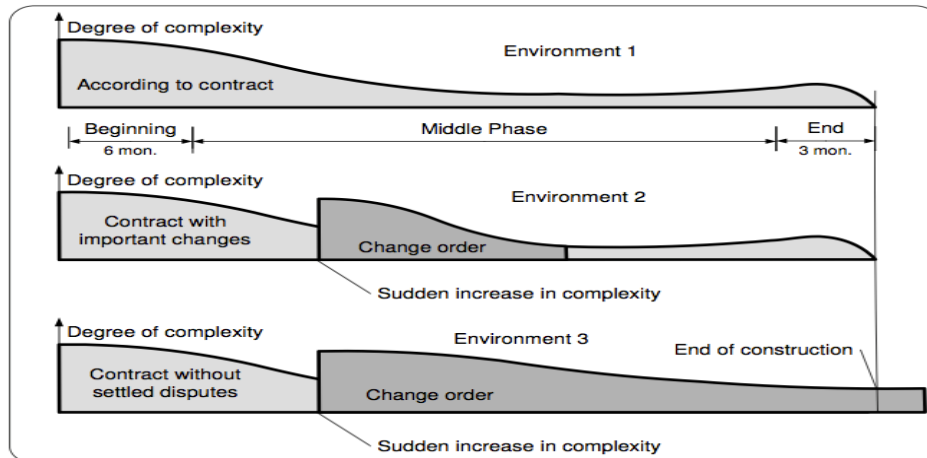 Degree of complexity
Environment 1
According to contract
Beginning
Middle Phase
End
6 mon.
3 mon.
Degree of complexity
Environment 2
Contract with
important changes
Change order
Sudden increase in complexity
Degree of complexity
Environment 3
End of construction
Contract without
settled disputes
Change order
Sudden increase in complexity